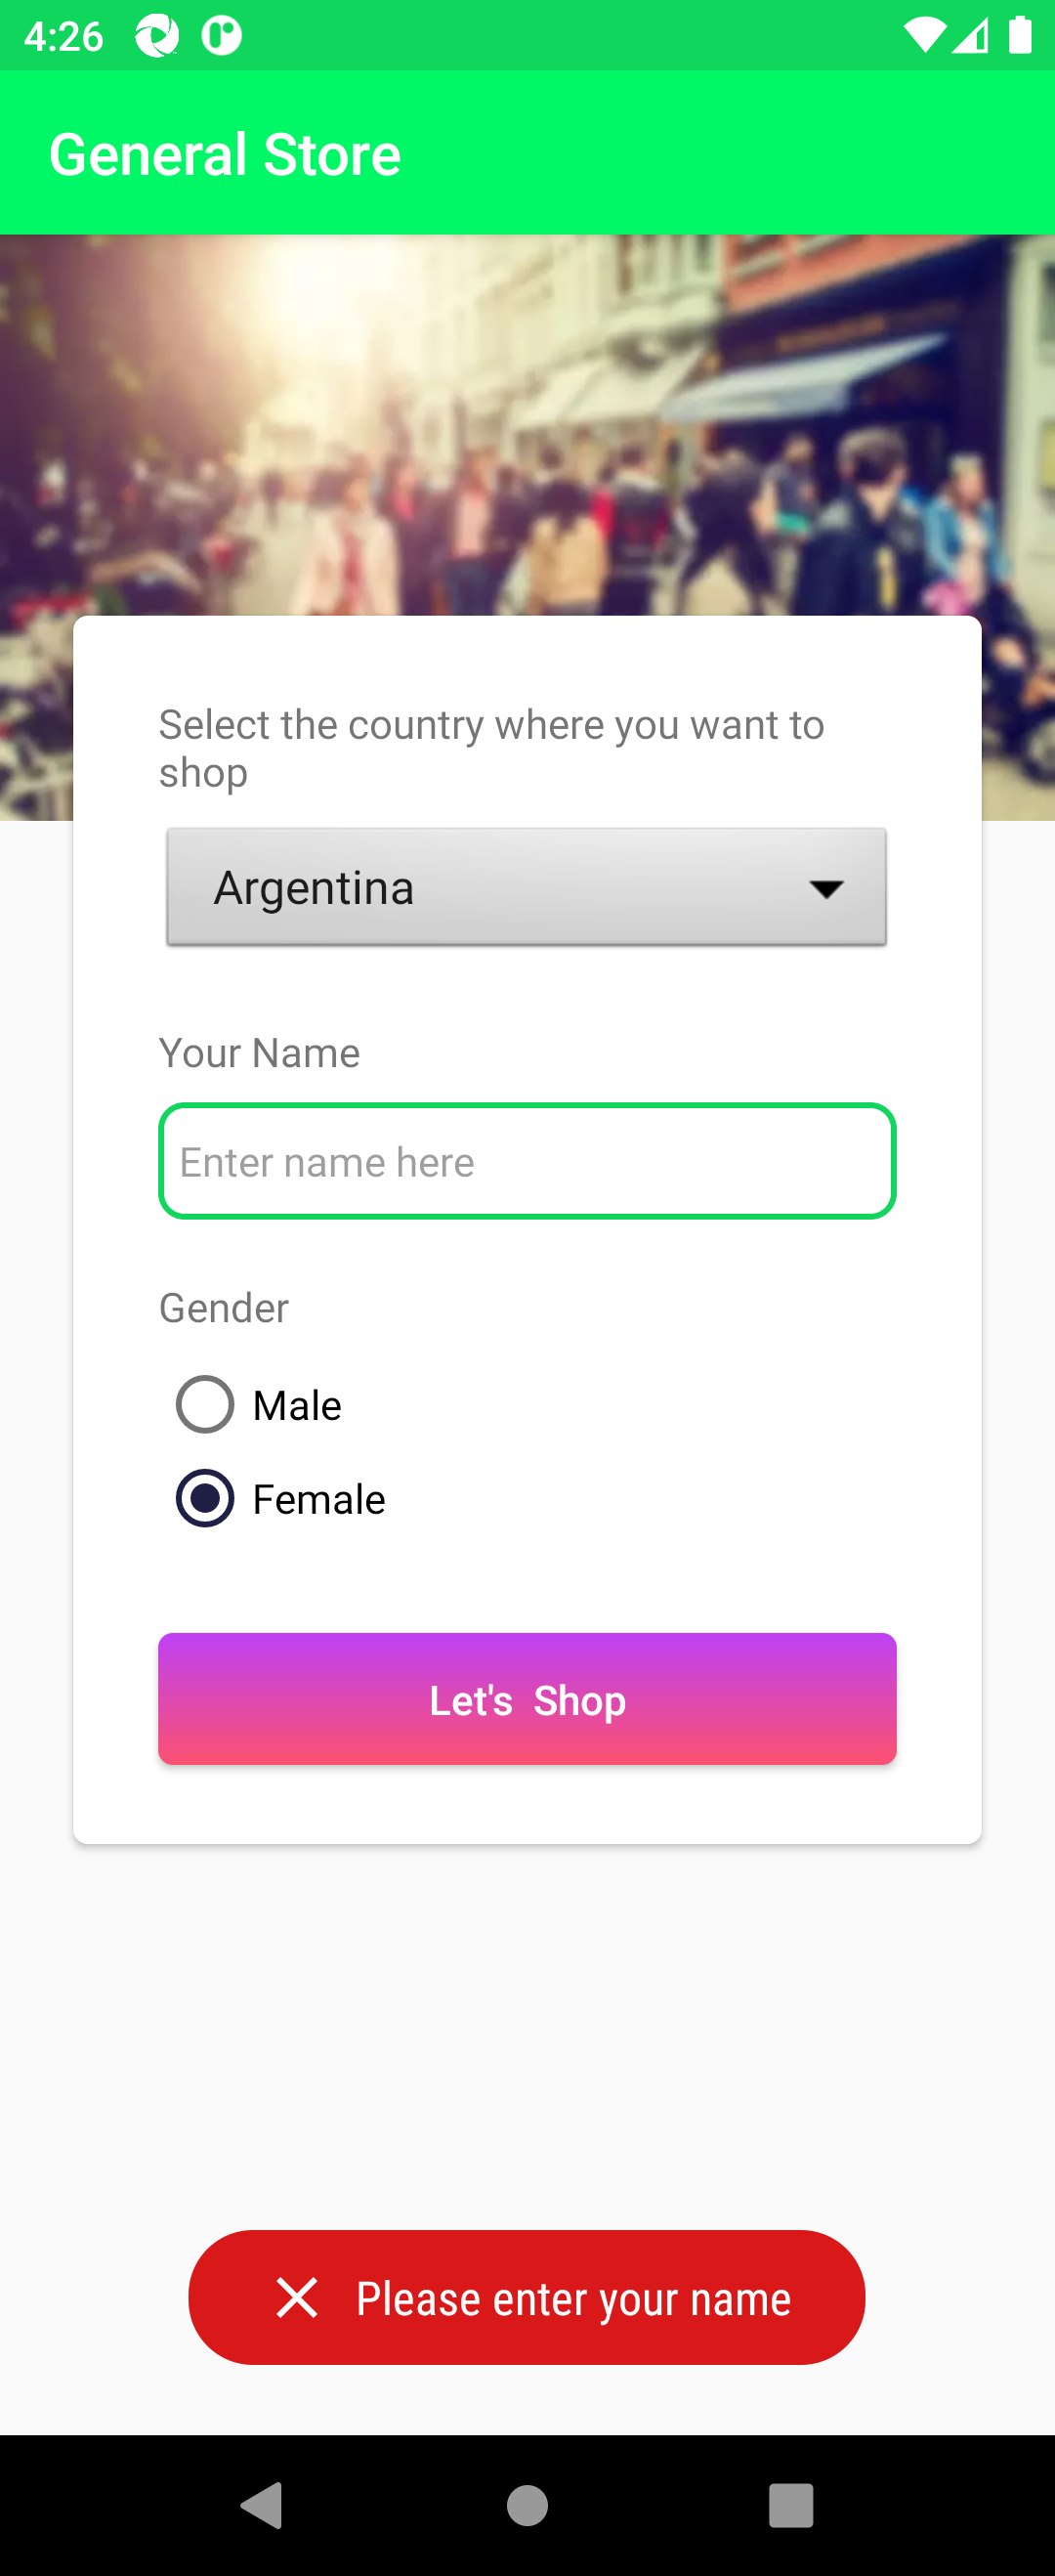 4:26
General Store
Select the country where you want to
shop
Argentina
Your Name
Enter name here
Gender
Male
Female
Let's  Shop
Please enter your name